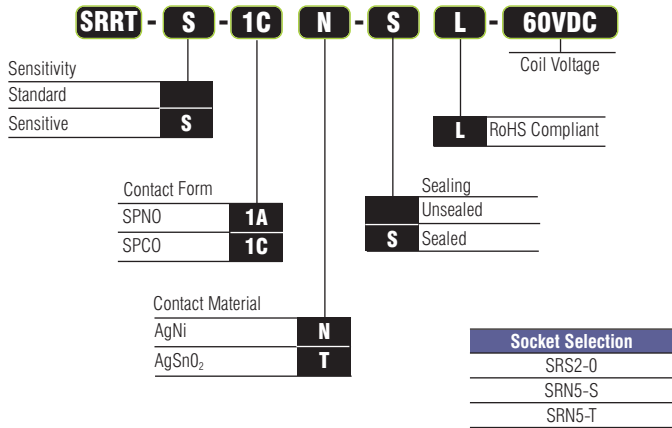 SRRT - S - 1C N - S L - 60VDC
Coil Voltage
Sensitivity
Standard
Sensitive S
L RoHS Compliant
Contact Form
SPNO 1A
SPCO 1C
Sealing
Unsealed
S Sealed
Contact Material
AgNi N
AgSnO₂ T
Socket Selection
SRS2-0
SRN5-S
SRN5-T